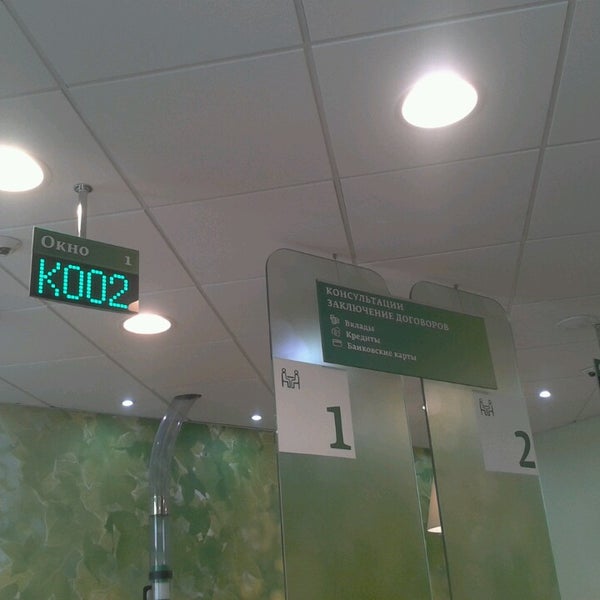 Окно 1
К002
КОНСУЛЬТАЦИИ
ЗАКЛЮЧЕНИЕ ДОГОВОРОВ
Вклады
Кредиты
Банковские карты
1
2